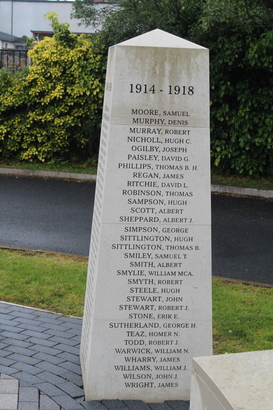 1914 - 1918
MOORE, SAMUEL
MURPHY, DENIS
MURRAY, ROBERT
NICHOLL, HUGH C.
OGILBY, JOSEPH
PAISLEY, DAVID G.
PHILLIPS, THOMAS B. H.
REGAN, JAMES
RITCHIE, DAVID L.
ROBINSON, THOMAS
SAMPSON, HUGH
SCOTT, ALBERT
SHEPPARD, ALBERT J.
SIMPSON, GEORGE
SITTLINGTON, HUGH
SITTLINGTON, THOMAS B.
SMILEY, SAMUEL T.
SMITH, ALBERT
SMYLIE, WILLIAM MCA.
SMYTH, ROBERT
STEELE, HUGH
STEWART, JOHN
STEWART, ROBERT J.
STONE, ERIK E.
SUTHERLAND, GEORGE H.
TEAZ, HOMER N.
TODD, ROBERT J.
WARWICK, WILLIAM N.
WHARRY, JAMES
WILLIAMS, WILLIAM J.
WILSON, JOHN J.
WRIGHT, JAMES